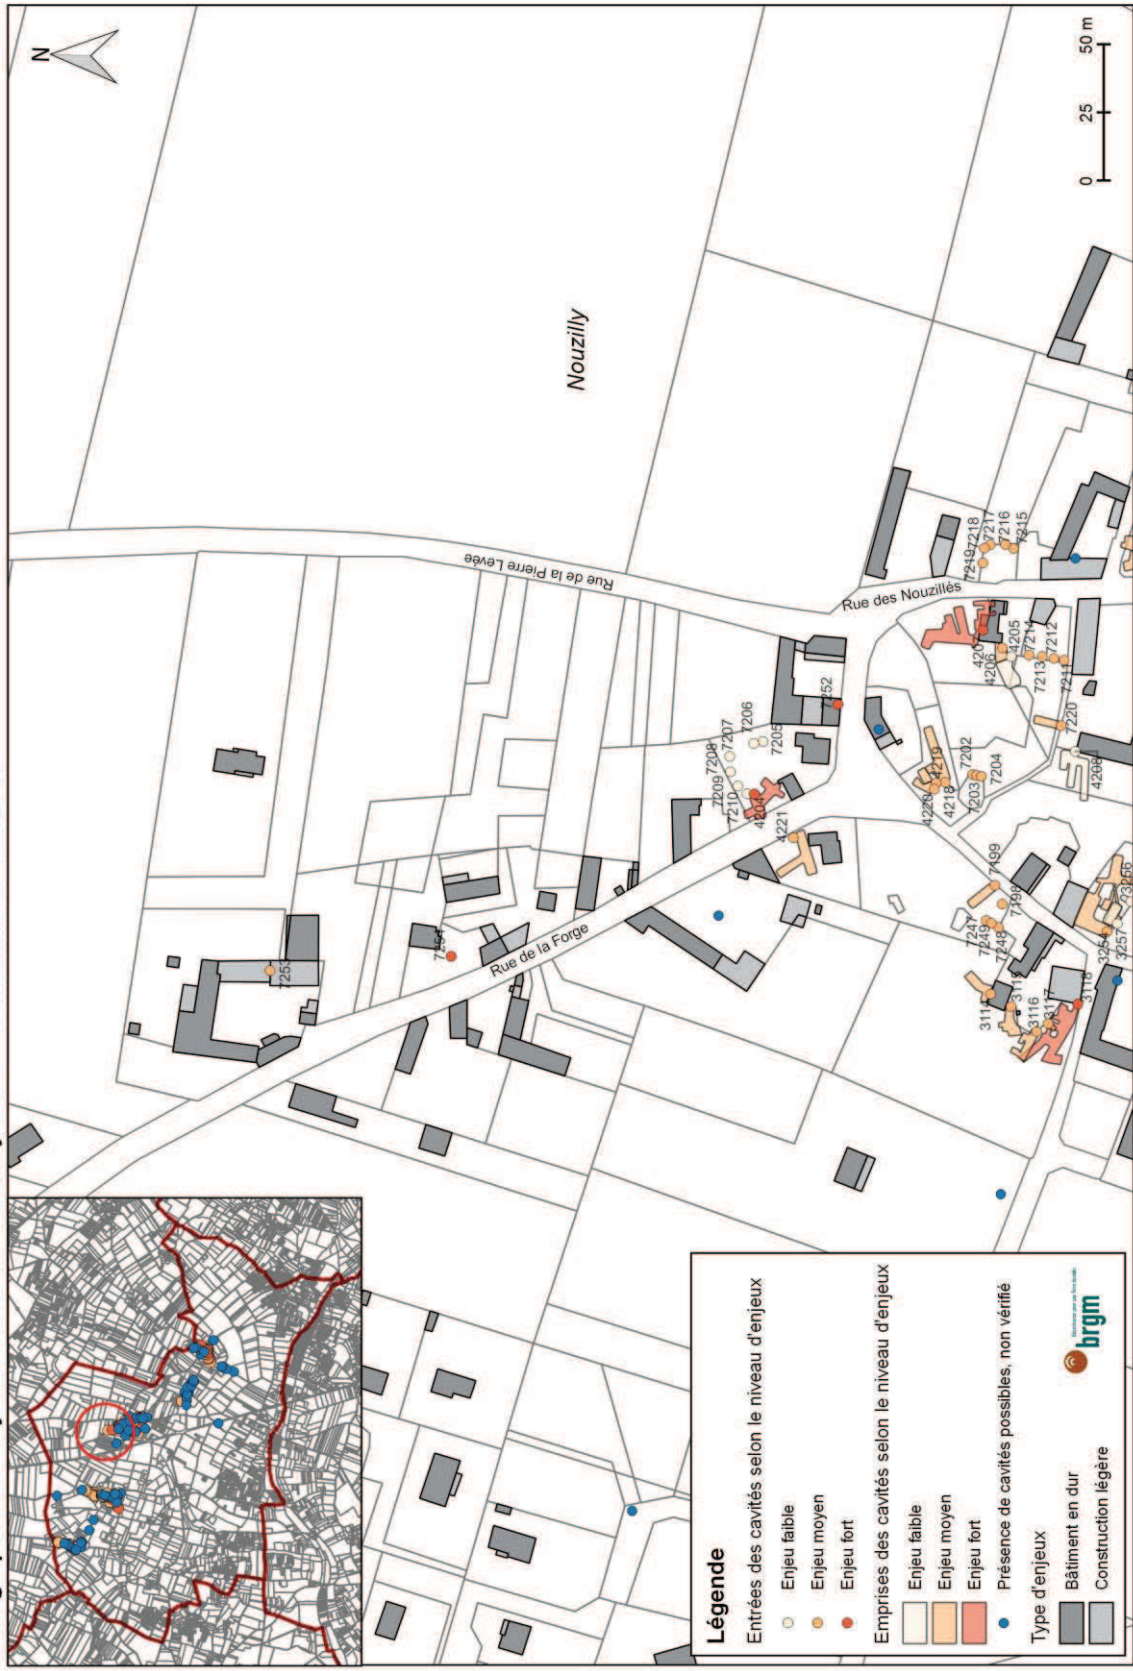 N
0 25 50 m
Nouzilly
Rue de la Pierre Levée
Rue des Nouzillés
Rue de la Forge
7253
7254
7252
7206
7205
7207
7208
7209
7210
4204
4221
4219
4220
4218
7202
7203
7204
7218
7217
7216
7215
7219
4207
4205
4206
7214
7212
7213
7211
7220
4208
7199
7198
7247
7249
7248
3114
3115
3116
3117
3118
3254
3256
3257
Légende
Entrées des cavités selon le niveau d'enjeux
Enjeu faible
Enjeu moyen
Enjeu fort
Emprises des cavités selon le niveau d'enjeux
Enjeu faible
Enjeu moyen
Enjeu fort
Présence de cavités possibles, non vérifié
Type d'enjeux
Bâtiment en dur
Construction légère
brgm